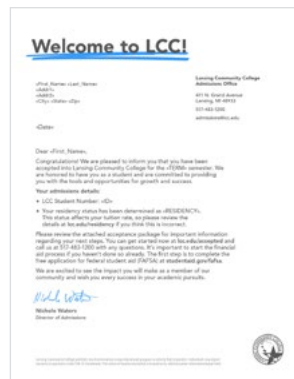 Welcome to LCC!
Lansing Community College
Admissions Office
411 N. Grand Avenue
Lansing, MI 48933
517-483-1200
admissions@lcc.edu
«First_Name» «Last_Name»
«Addr1»
«Addr2»
«City» «State» «Zip»
«Date»
Dear «First_Name»,
Congratulations! We are pleased to inform you that you have been
accepted into Lansing Community College for the «TERM» semester. We
are honored to have you as a student and are committed to providing
you with the tools and opportunities for growth and success.
Your admissions details:
• LCC Student Number: «ID»
• Your residency status has been determined as «RESIDENCY».
This status affects your tuition rate, so please review the
details at lcc.edu/residency if you think this is incorrect.
Please review the attached acceptance package for important information
regarding your next steps. You can get started now at lcc.edu/accepted and
call us at 517-483-1200 with any questions. It's important to start the financial
aid process if you haven't done so already. The first step is to complete the
free application for federal student aid (FAFSA) at studentaid.gov/fafsa.
We are excited to see the impact you will make as a member of our
community and wish you every success in your academic pursuits.
Director of Admissions